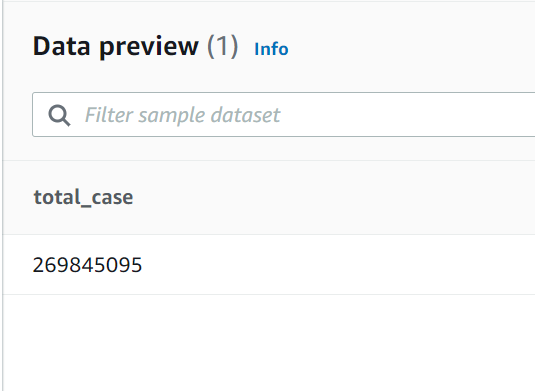 Data preview (1) Info
Filter sample dataset
total_case
269845095